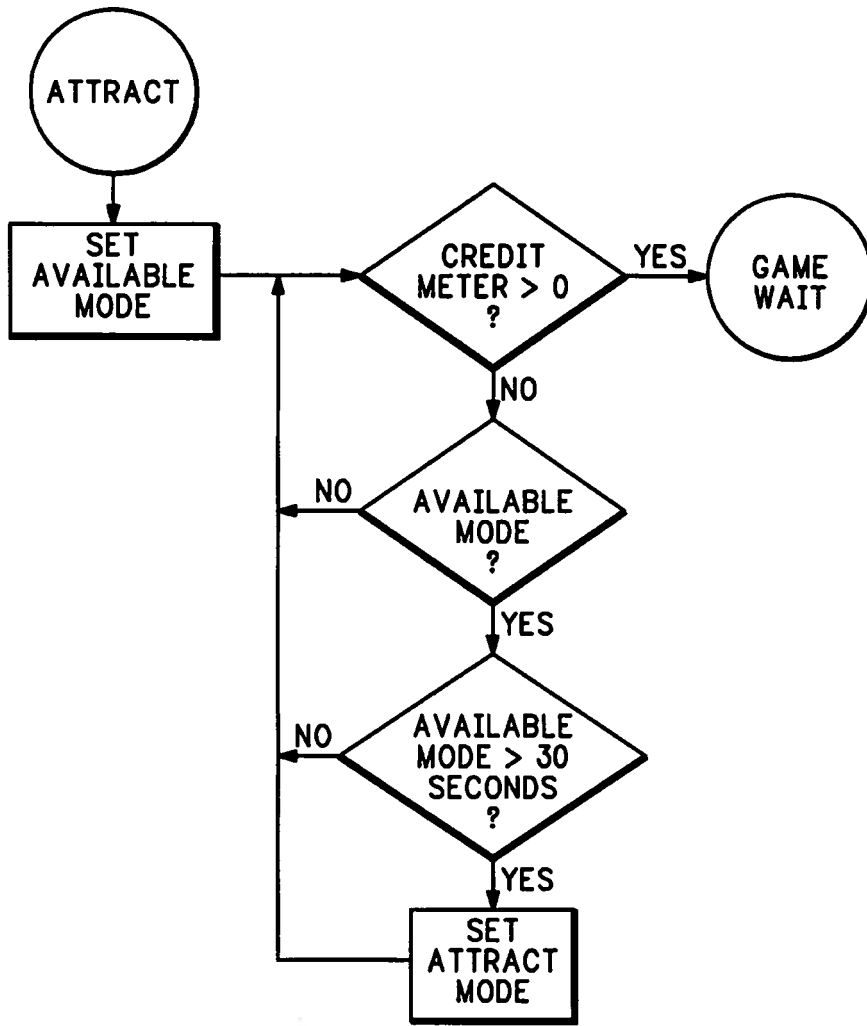 ATTRACT
SET
AVAILABLE
MODE
CREDIT
METER > 0
?
YES
GAME
WAIT
NO
AVAILABLE
MODE
?
NO
YES
AVAILABLE
MODE > 30
SECONDS
?
NO
YES
SET
ATTRACT
MODE